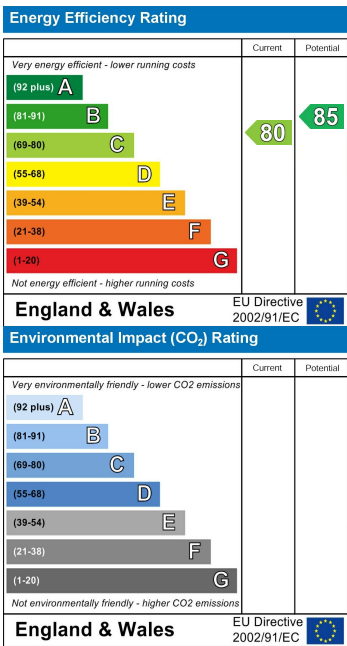 Energy Efficiency Rating
Current Potential
Very energy efficient - lower running costs
(92 plus) A
(81-91) B
(69-80) C
(55-68) D
(39-54) E
(21-38) F
(1-20) G
80
85
Not energy efficient - higher running costs
England & Wales
EU Directive
2002/91/EC
Environmental Impact (CO₂) Rating
Current Potential
Very environmentally friendly - lower CO2 emissions
(92 plus) A
(81-91) B
(69-80) C
(55-68) D
(39-54) E
(21-38) F
(1-20) G
Not environmentally friendly - higher CO2 emissions
England & Wales
EU Directive
2002/91/EC